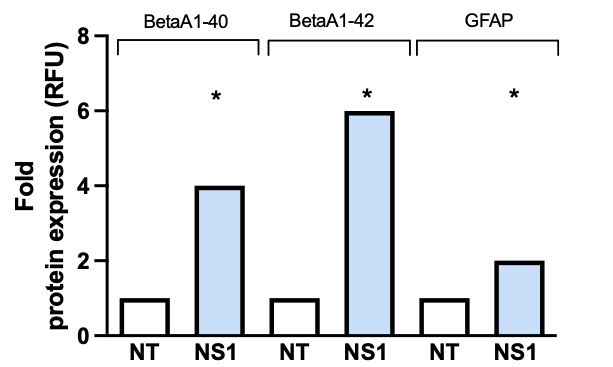 BetaA1-40 BetaA1-42 GFAP
Fold
protein expression (RFU)
8
6
4
2
0
* * *
NT NS1 NT NS1 NT NS1